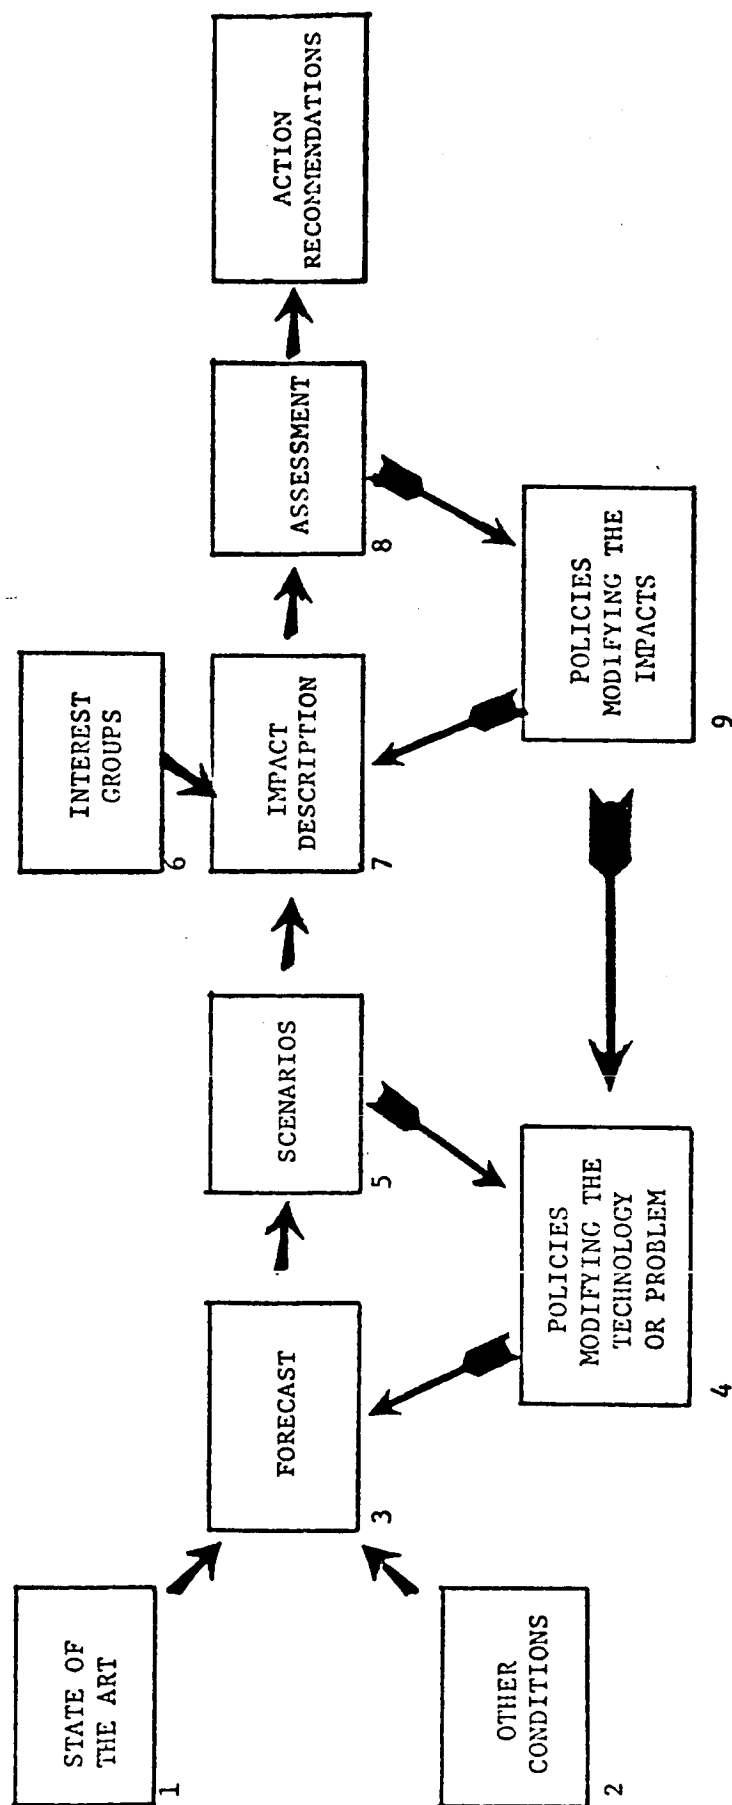 STATE OF
THE ART
1
OTHER
CONDITIONS
2
FORECAST
3
POLICIES
MODIFYING THE
TECHNOLOGY
OR PROBLEM
4
SCENARIOS
5
INTEREST
GROUPS
6
IMPACT
DESCRIPTION
7
ASSESSMENT
8
POLICIES
MODIFYING THE
IMPACTS
9
ACTION
RECOMMENDATIONS